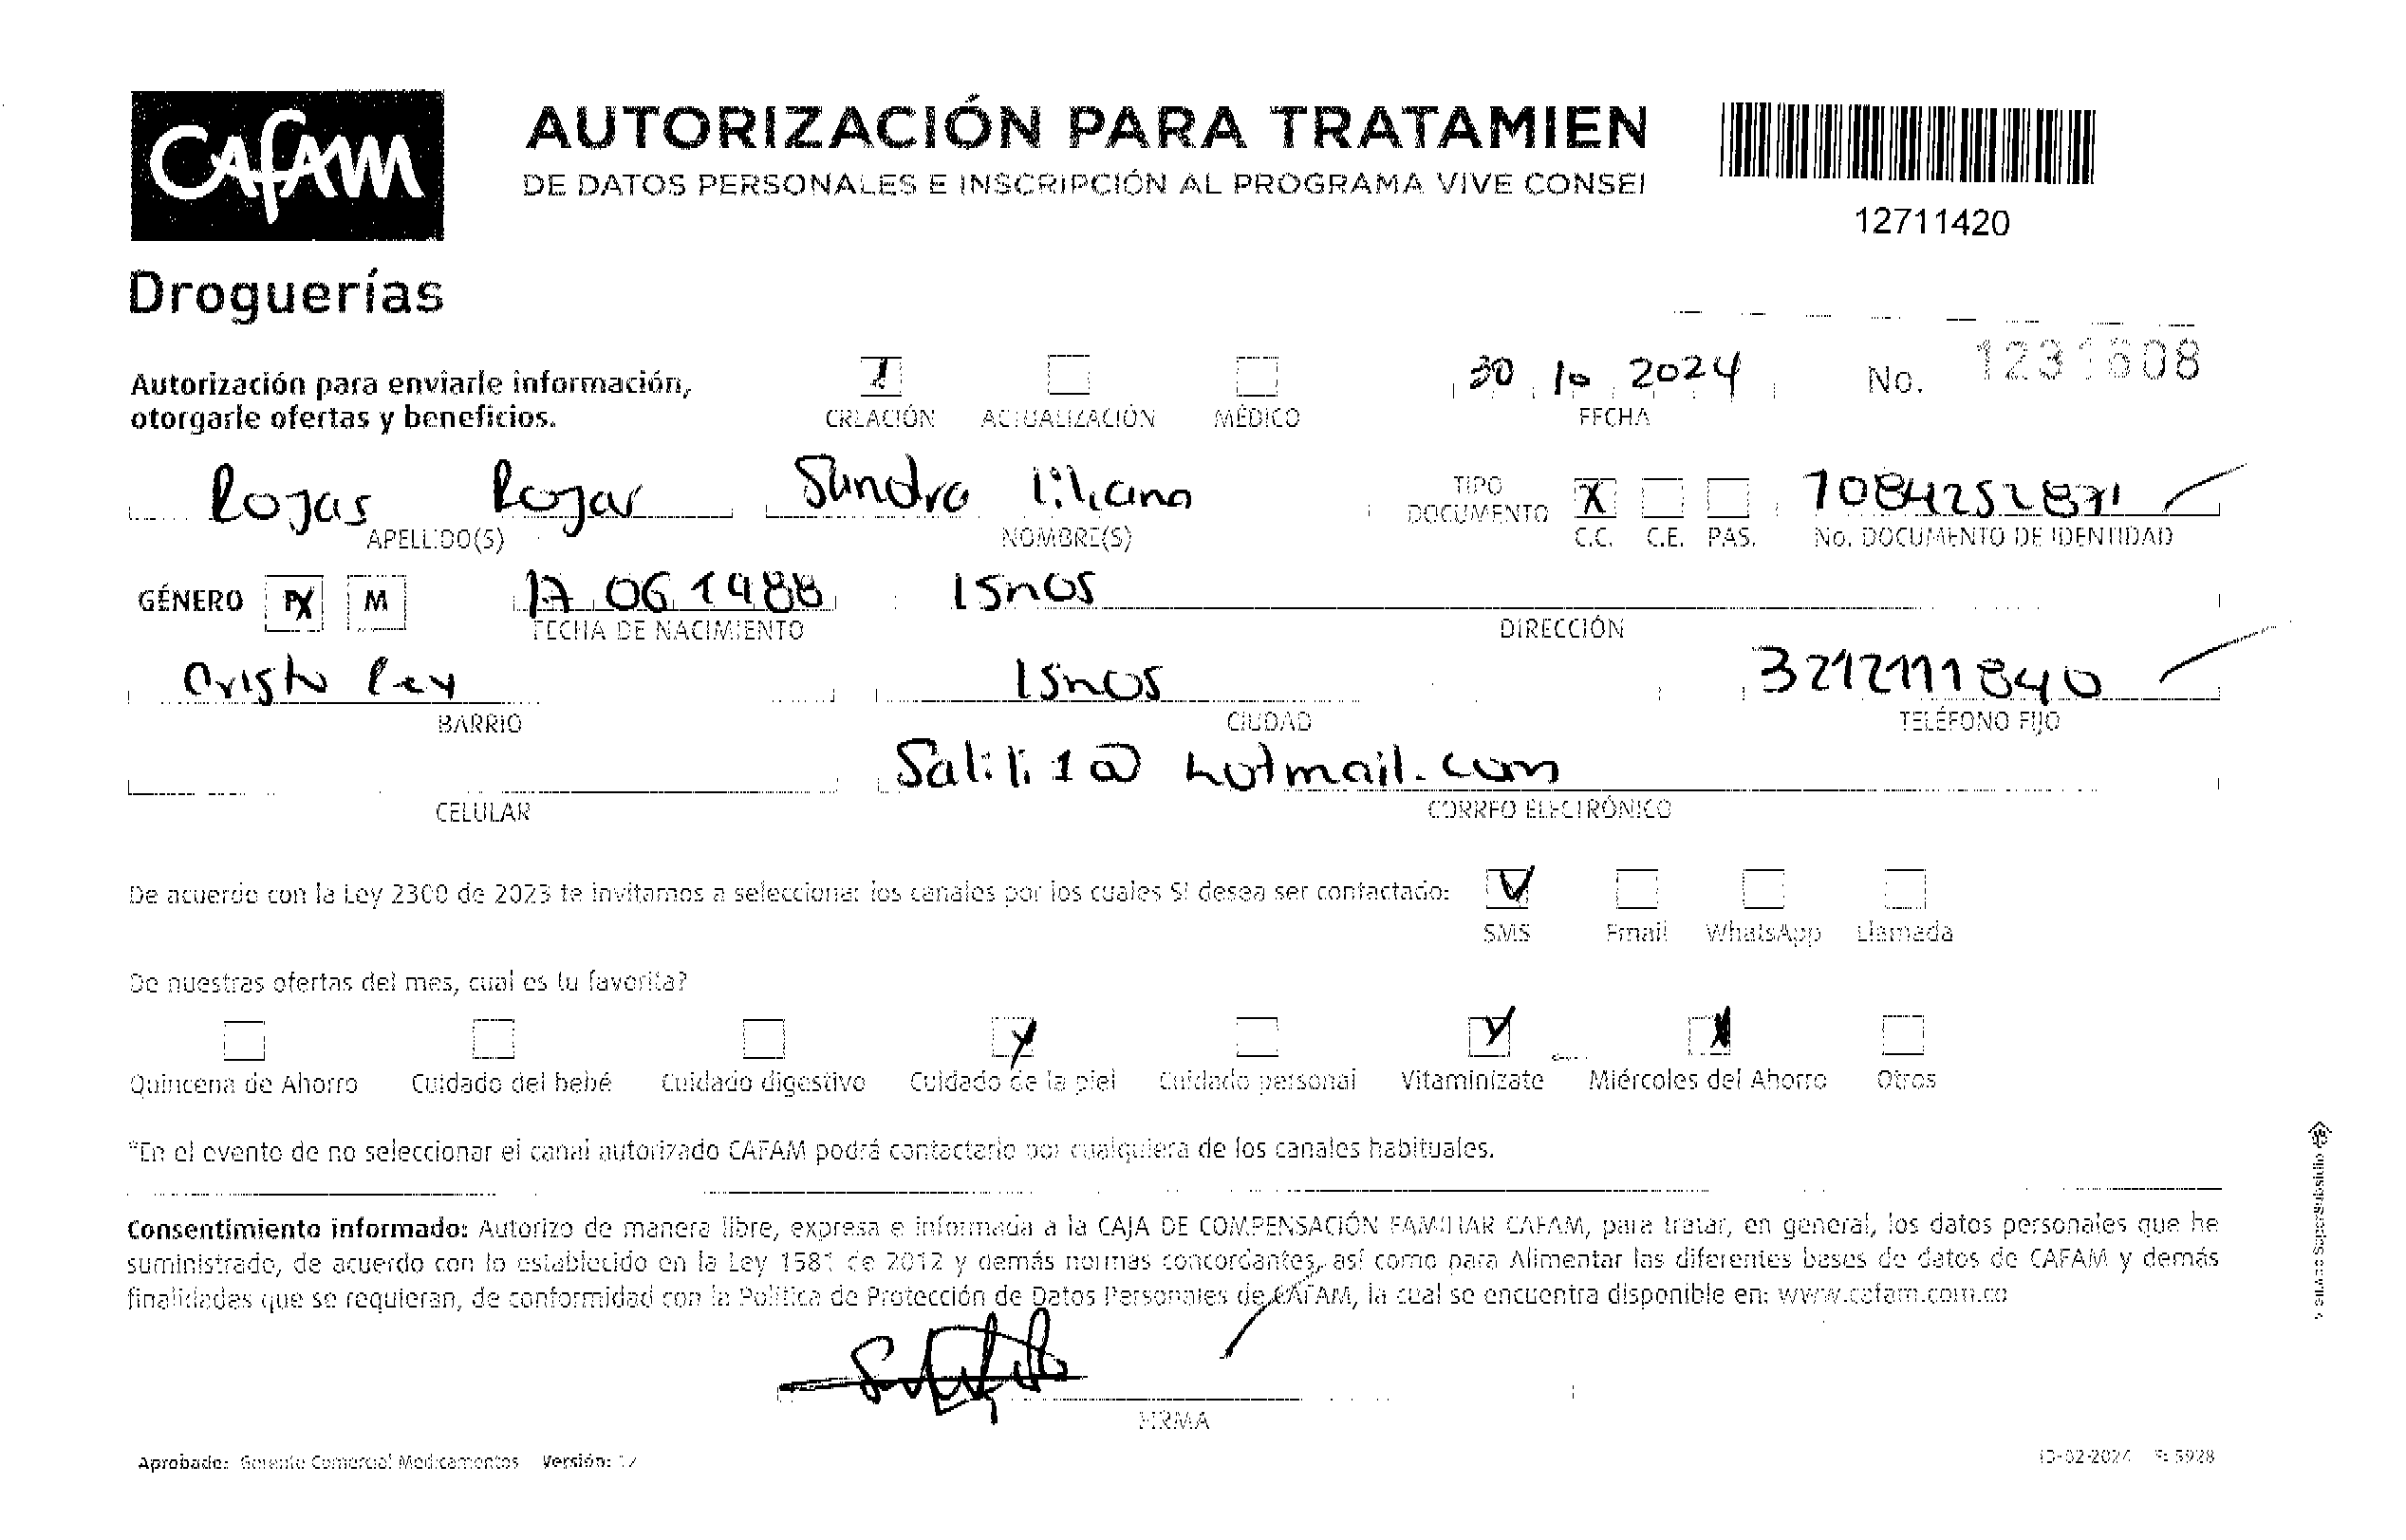 CAFAM
Droguerías
AUTORIZACIÓN PARA TRATAMIEN
DE DATOS PERSONALES E INSCRIPCIÓN AL PROGRAMA VIVE CONSEI
12711420
Autorización para enviarle información,
otorgarle ofertas y beneficios.
X CREACIÓN ACTUALIZACIÓN MÉDICO
30 10 2024
FECHA
No. 1231608
Rojas Rojas Sandra liliana
APELLIDO(S) NOMBRE(S)
TIPO DOCUMENTO X C.C. C.E. PAS.
1084252871
No. DOCUMENTO DE IDENTIDAD
GÉNERO F X M 17 06 1988 Isnos
FECHA DE NACIMIENTO DIRECCIÓN
Cristo Rey Isnos 3212111840
BARRIO CIUDAD TELÉFONO FIJO
Salili1@hotmail.com
CELULAR CORREO ELECTRÓNICO
De acuerdo con la Ley 2300 de 2023 te invitamos a seleccionar los canales por los cuales SI desea ser contactado:
SMS Email WhatsApp Llamada
De nuestras ofertas del mes, cual es tu favorita?
Quincena de Ahorro Cuidado del bebé Cuidado digestivo Cuidado de la piel Cuidado personal Vitaminízate Miércoles del Ahorro Otros
*En el evento de no seleccionar el canal autorizado CAFAM podrá contactarlo por cualquiera de los canales habituales.
Consentimiento informado: Autorizo de manera libre, expresa e informada a la CAJA DE COMPENSACIÓN FAMILIAR CAFAM, para tratar, en general, los datos personales que he
suministrado, de acuerdo con lo establecido en la Ley 1581 de 2012 y demás normas concordantes, así como para Alimentar las diferentes bases de datos de CAFAM y demás
finalidades que se requieran, de conformidad con la Política de Protección de Datos Personales de CAFAM, la cual se encuentra disponible en: www.cafam.com.co
FIRMA
Aprobado: Gerente Comercial Medicamentos Versión: 12